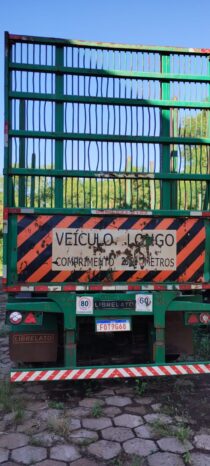 VEÍCULO LONGO
COMPRIMENTO METROS
LIBRELATO
80
60
LIBRELATO